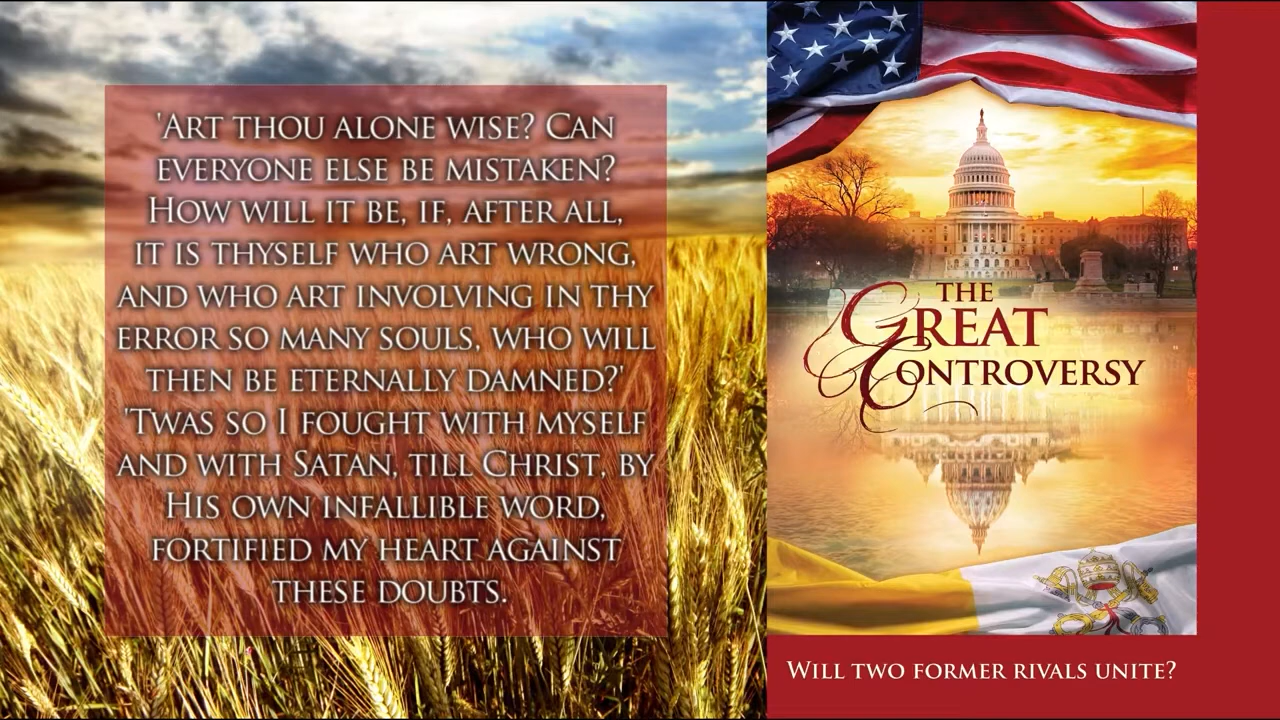 'Art thou alone wise? Can
everyone else be mistaken?
How will it be, if, after all,
it is thyself who art wrong,
and who art involving in thy
error so many souls, who will
then be eternally damned?'
'Twas so I fought with myself
and with Satan, till Christ, by
His own infallible word,
fortified my heart against
these doubts.
The
Great
Controversy
Will two former rivals unite?